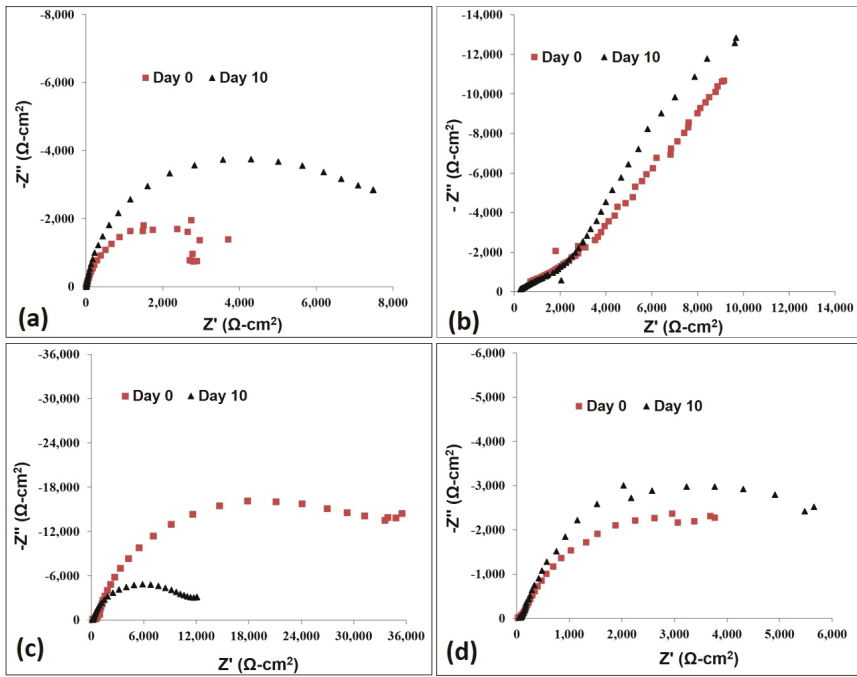 -8,000
-6,000
-4,000
-2,000
0
-Z'' (Ω-cm²)
Day 0 Day 10
0 4,000 8,000
Z' (Ω-cm²)
(a)
-14,000
-12,000
-10,000
-8,000
-6,000
-4,000
-2,000
0
- Z'' (Ω-cm²)
Day 0 Day 10
0 2,000 4,000 6,000 8,000 10,000 12,000 14,000
Z' (Ω-cm²)
(b)
-36,000
-30,000
-24,000
-18,000
-12,000
-6,000
0
-Z'' (Ω-cm²)
Day 0 Day 10
0 6,000 12,000 18,000 24,000 30,000 36,000
Z' (Ω-cm²)
(c)
-6,000
-5,000
-4,000
-3,000
-2,000
-1,000
0
-Z'' (Ω-cm²)
Day 0 Day 10
0 1,000 2,000 3,000 4,000 5,000 6,000
Z' (Ω-cm²)
(d)